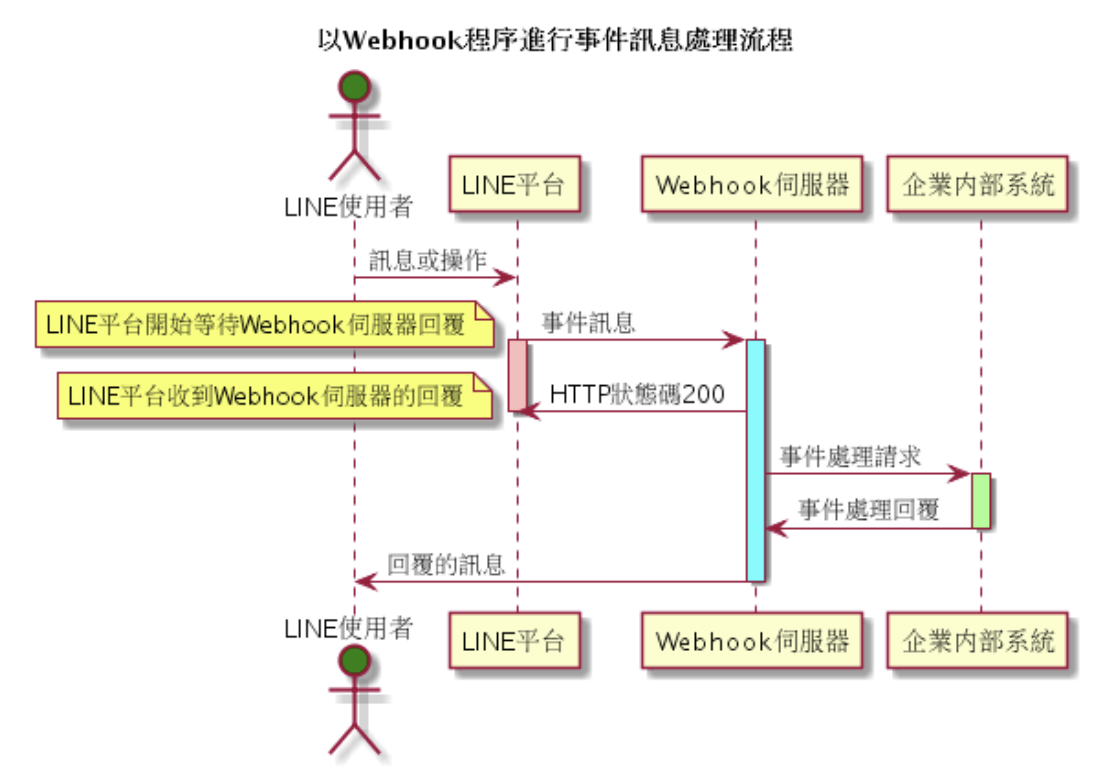 以Webhook程序進行事件訊息處理流程
LINE使用者
LINE平台
Webhook伺服器
企業内部系統
訊息或操作
LINE平台開始等待Webhook伺服器回覆
事件訊息
LINE平台收到Webhook伺服器的回覆
HTTP狀態碼200
事件處理請求
事件處理回覆
回覆的訊息
LINE使用者
LINE平台
Webhook伺服器
企業内部系統